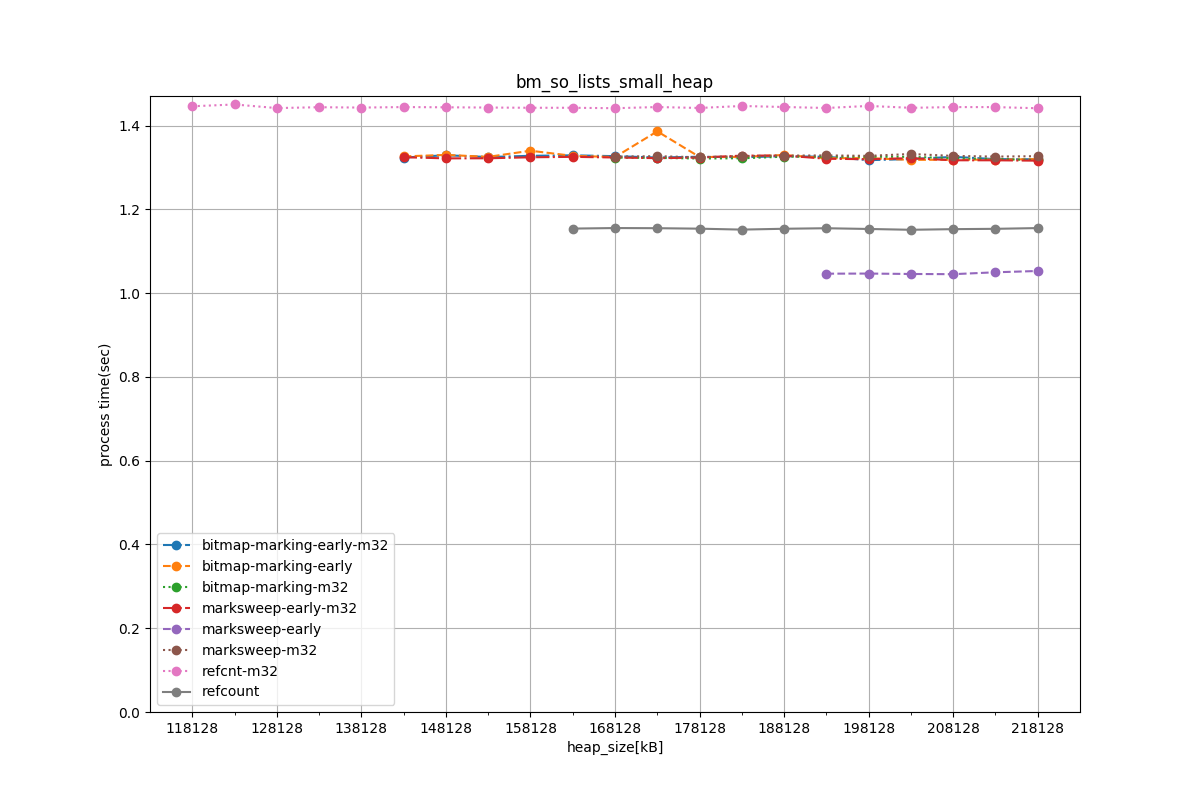 bm_so_lists_small_heap
1.4
1.2
1.0
0.8
0.6
0.4
0.2
0.0
process time(sec)
bitmap-marking-early-m32
bitmap-marking-early
bitmap-marking-m32
marksweep-early-m32
marksweep-early
marksweep-m32
refcnt-m32
refcount
118128 128128 138128 148128 158128 168128 178128 188128 198128 208128 218128
heap_size[kB]